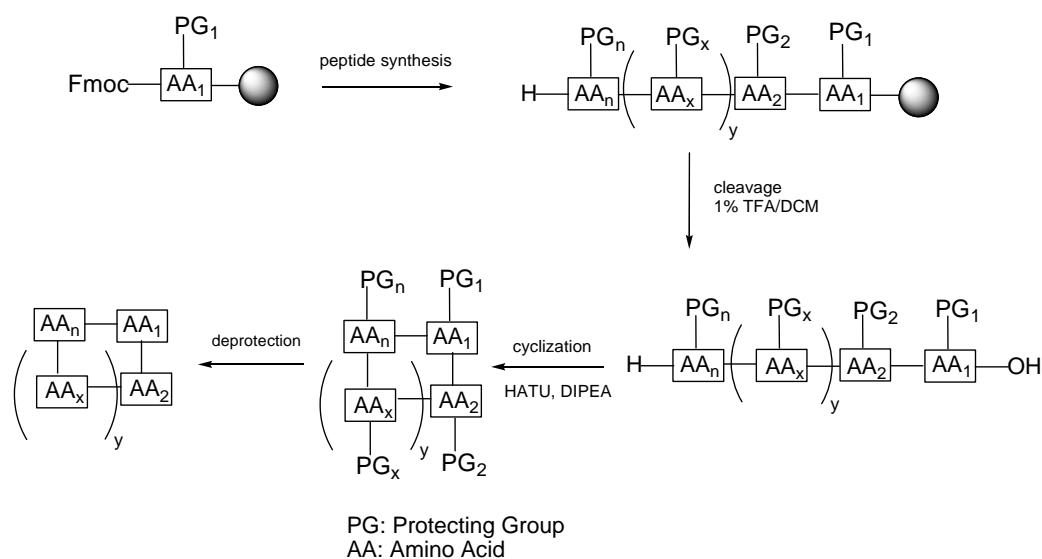 PG1
Fmoc AA1
peptide synthesis
PGn PGx PG2 PG1
H AAn AAx AA2 AA1
y
cleavage
1% TFA/DCM
PGn PGx PG2 PG1
H AAn AAx AA2 AA1 OH
y
cyclization
HATU, DIPEA
PGn PG1
AAn AA1
AAx AA2
y
PGx PG2
deprotection
AAn AA1
AAx AA2
y
PG: Protecting Group
AA: Amino Acid